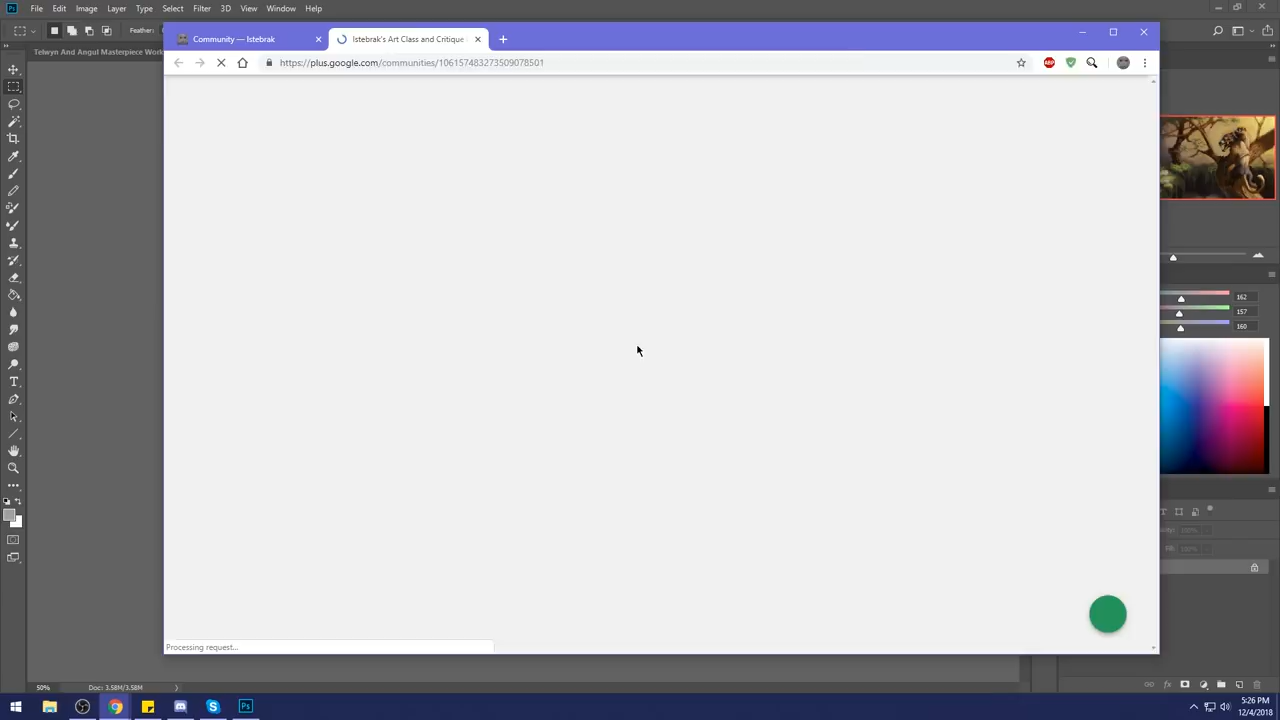 File Edit Image Layer Type Select Filter 3D View Window Help
Feather:
Telwyn And Angul Masterpiece Work
Community — Istebrak
Istebrak's Art Class and Critique
https://plus.google.com/communities/106157483273509078501
ABP
162
157
160
Processing request...
50% Doc: 3.58M/3.58M
5:26 PM
12/4/2018